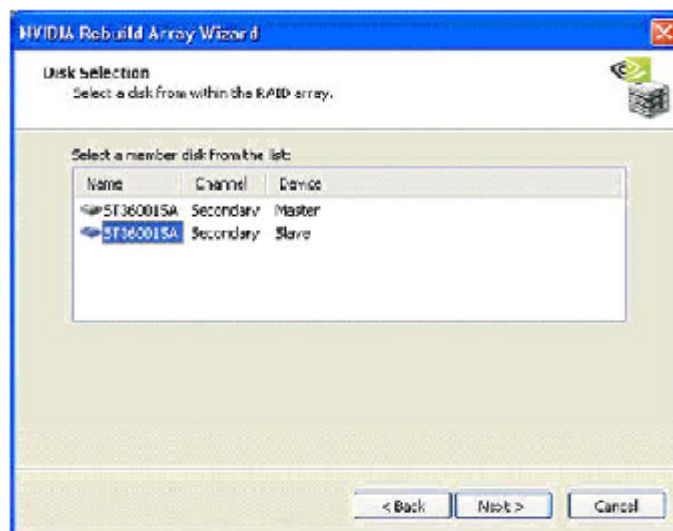 NVIDIA Rebuild Array Wizard
Disk Selection
Select a disk from within the RAID array.
Select a member disk from the list:
Name Channel Device
ST360015A Secondary Master
ST360015A Secondary Slave
< Back Next > Cancel